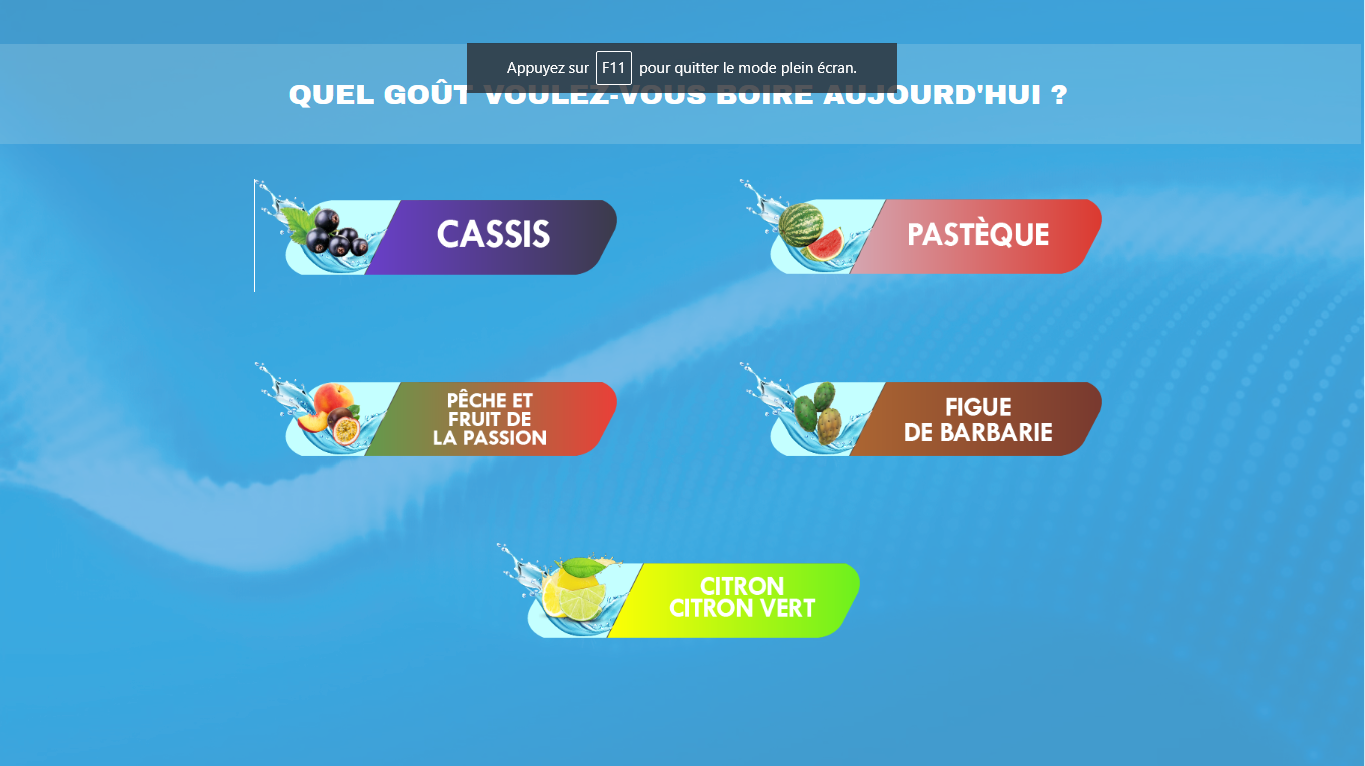 Appuyez sur F11 pour quitter le mode plein écran.
QUEL GOÛT VOULEZ-VOUS BOIRE AUJOURD'HUI ?
CASSIS
PASTÈQUE
PÊCHE ET
FRUIT DE
LA PASSION
FIGUE
DE BARBARIE
CITRON
CITRON VERT